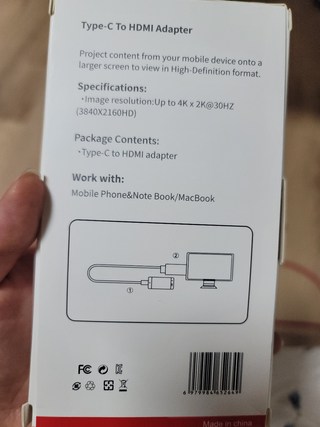 Type-C To HDMI Adapter
Project content from your mobile device onto a
larger screen to view in High-Definition format.
Specifications:
·Image resolution:Up to 4K x 2K@30HZ
(3840X2160HD)
Package Contents:
·Type-C to HDMI adapter
Work with:
Mobile Phone&Note Book/MacBook
②
①
FC
Made in china